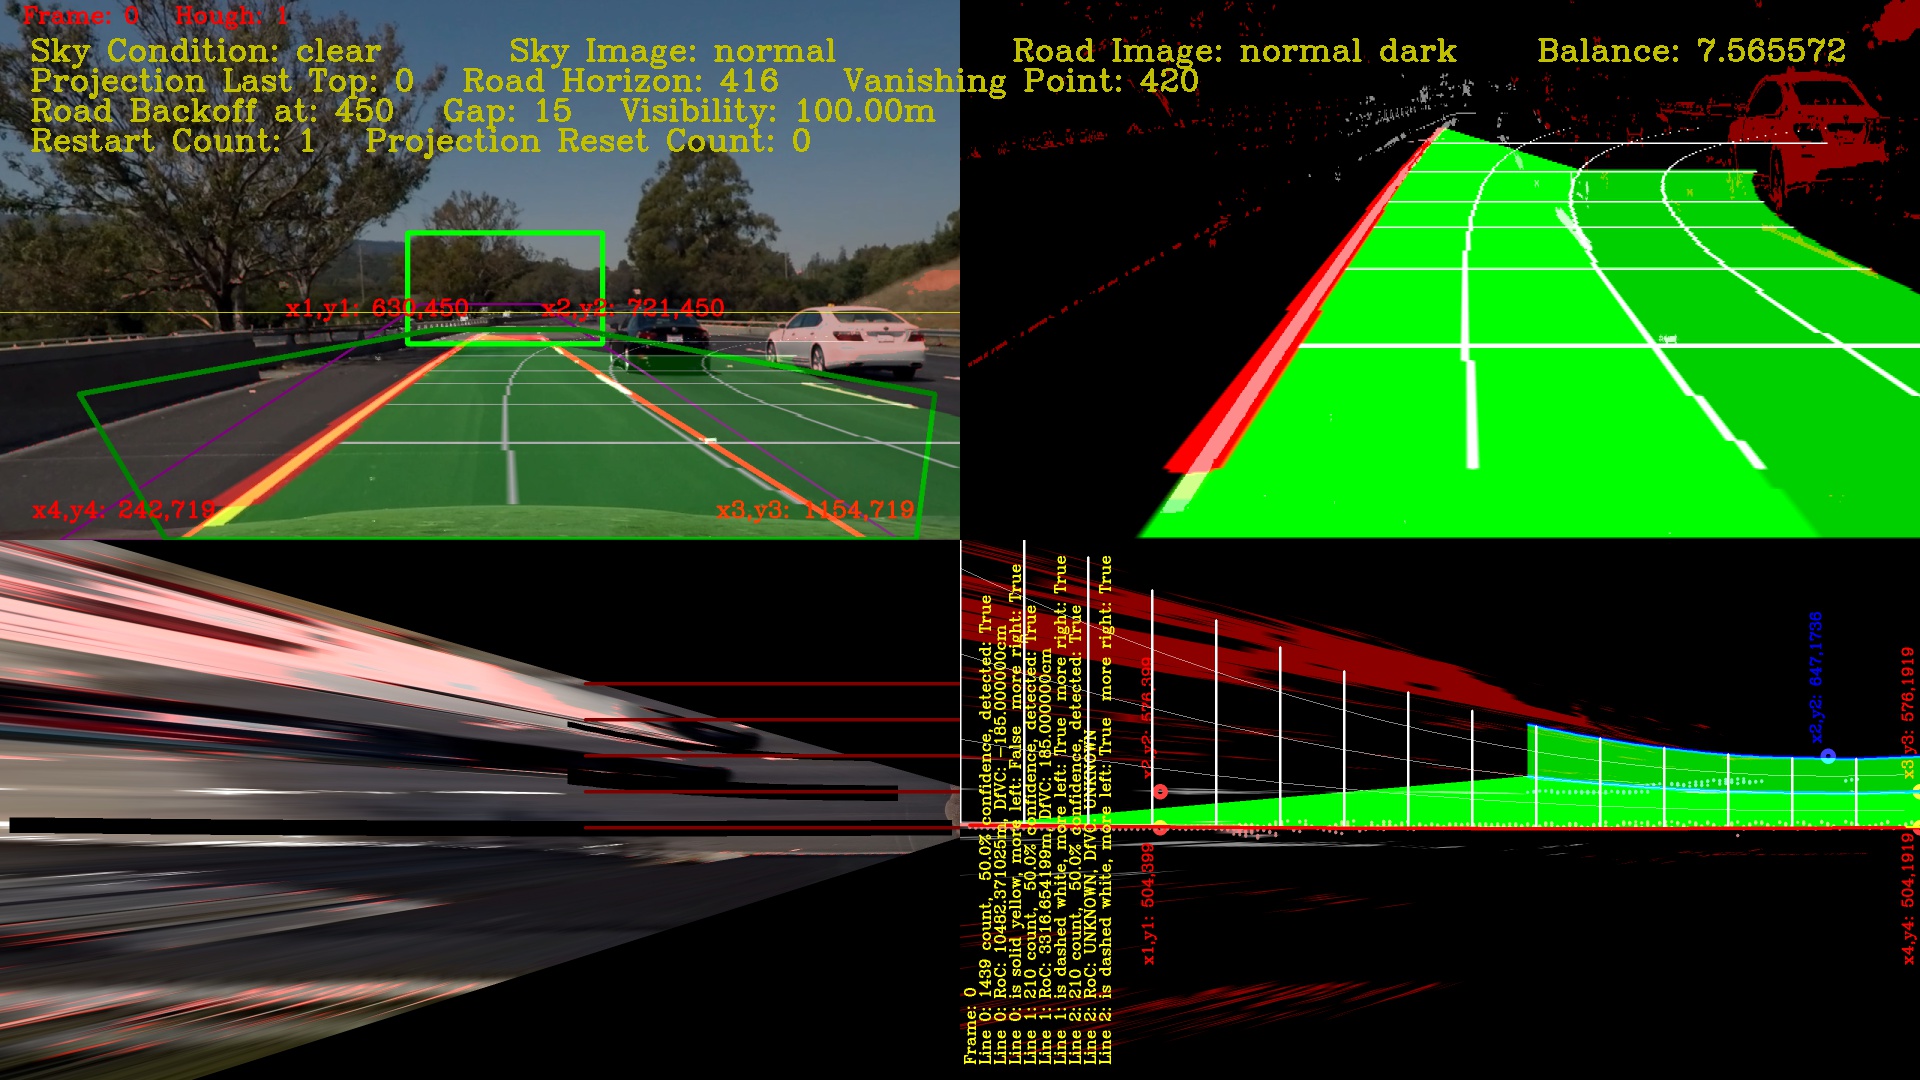 Frame: 0 Hough: 1
Sky Condition: clear Sky Image: normal Road Image: normal dark Balance: 7.565572
Projection Last Top: 0 Road Horizon: 416 Vanishing Point: 420
Road Backoff at: 450 Gap: 15 Visibility: 100.00m
Restart Count: 1 Projection Reset Count: 0
x1,y1: 630,450 x2,y2: 721,450
x4,y4: 242,719 x3,y3: 1154,719
Frame: 0
Line 0: 1439 count, 50.0% confidence, detected: True
Line 0: RoC: 10482.371025m, DfVC: -185.000000cm
Line 0: is solid yellow, more left: False more right: True
Line 1: 210 count, 50.0% confidence, detected: True
Line 1: RoC: 3316.654199m, DfVC: 185.000000cm
Line 1: is dashed white, more left: True more right: True
Line 2: 210 count, 50.0% confidence, detected: True
Line 2: RoC: UNKNOWN, DfVC: UNKNOWN
Line 2: is dashed white, more left: True more right: True
x2,y2: 576,399
x1,y1: 504,399
x2,y2: 647,1736
x3,y3: 576,1919
x4,y4: 504,1919